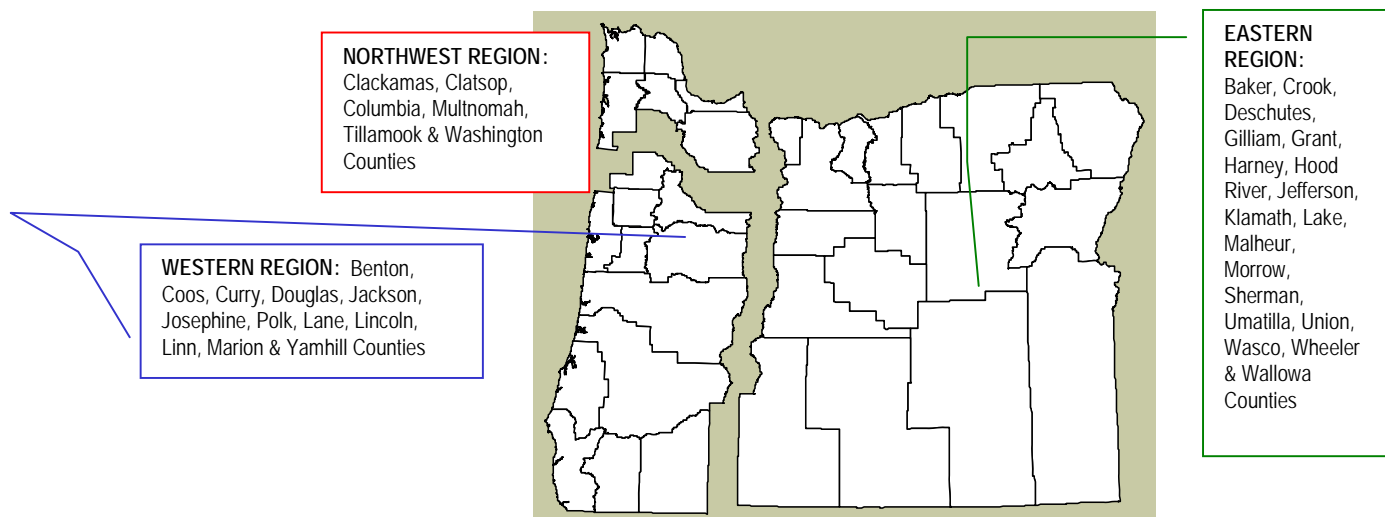 NORTHWEST REGION:
Clackamas, Clatsop,
Columbia, Multnomah,
Tillamook & Washington
Counties
WESTERN REGION: Benton,
Coos, Curry, Douglas, Jackson,
Josephine, Polk, Lane, Lincoln,
Linn, Marion & Yamhill Counties
EASTERN
REGION:
Baker, Crook,
Deschutes,
Gilliam, Grant,
Harney, Hood
River, Jefferson,
Klamath, Lake,
Malheur,
Morrow,
Sherman,
Umatilla, Union,
Wasco, Wheeler
& Wallowa
Counties